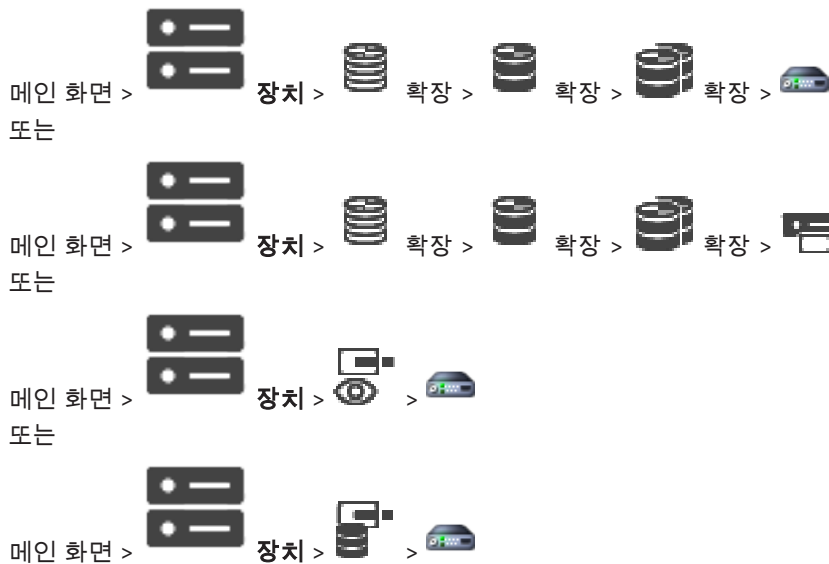 메인 화면 > 장치 > 확장 > 확장 > 확장 >
또는
메인 화면 > 장치 > 확장 > 확장 > 확장 >
또는
메인 화면 > 장치 > >
또는
메인 화면 > 장치 > >